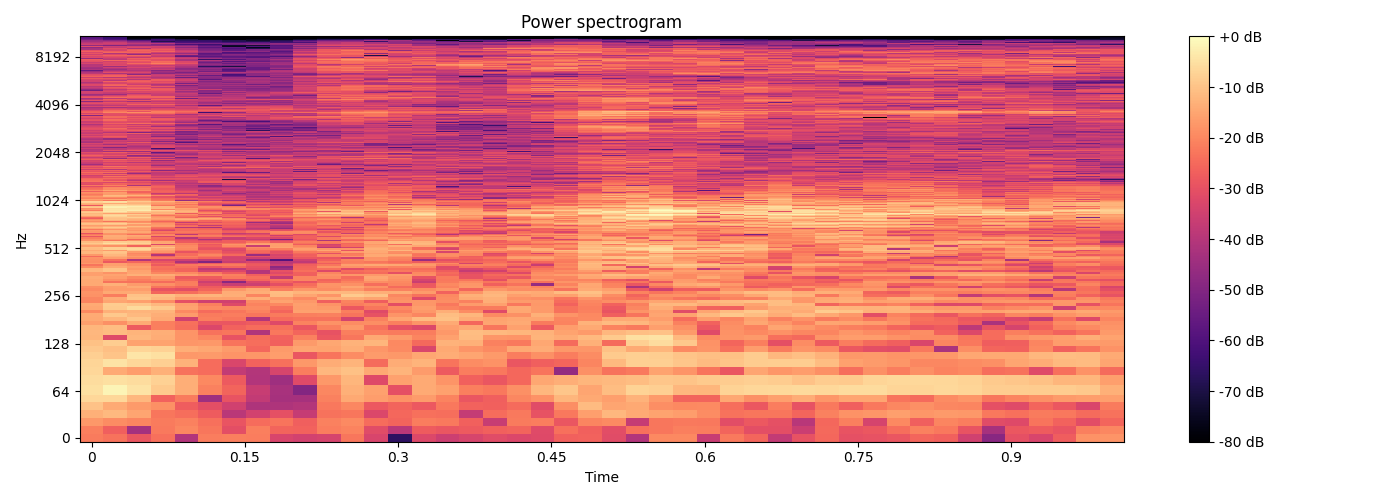 Power spectrogram
Hz
8192
4096
2048
1024
512
256
128
64
0
0 0.15 0.3 0.45 0.6 0.75 0.9
Time
+0 dB
-10 dB
-20 dB
-30 dB
-40 dB
-50 dB
-60 dB
-70 dB
-80 dB